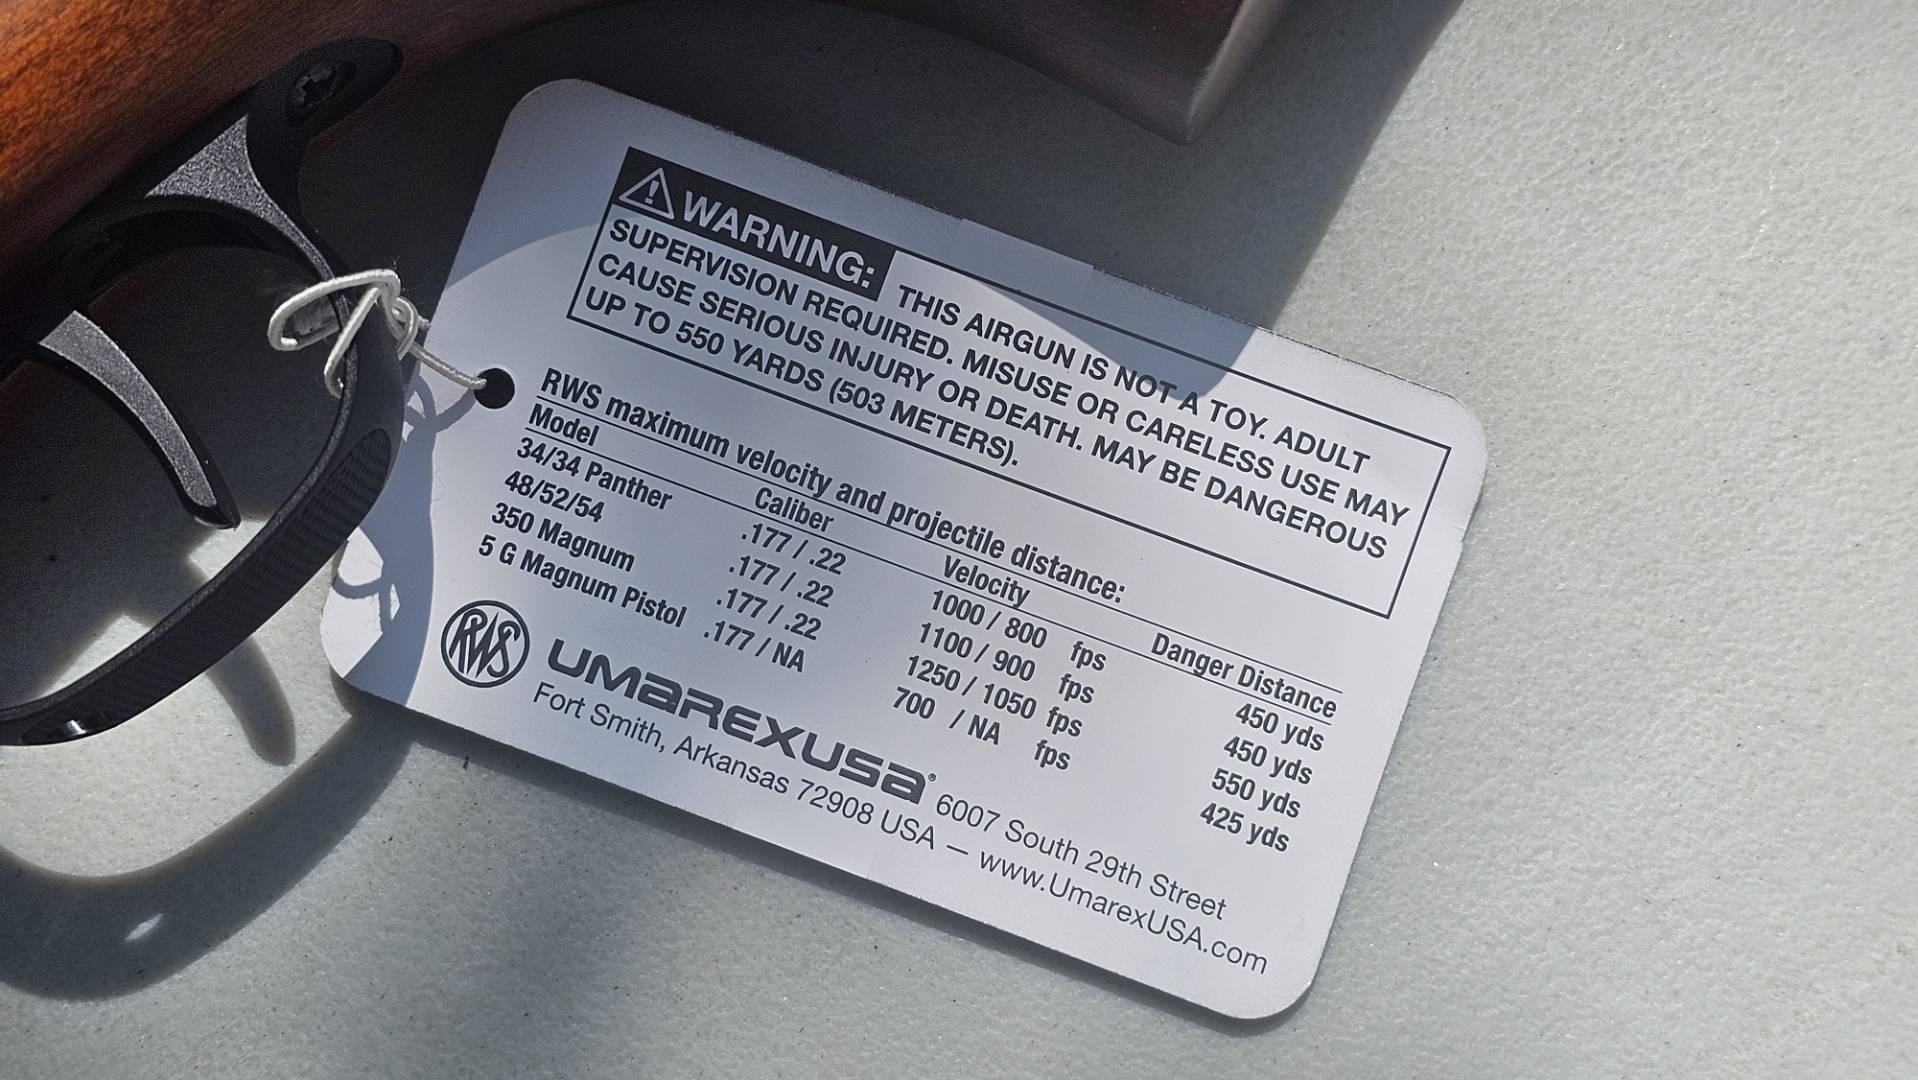 WARNING: THIS AIRGUN IS NOT A TOY. ADULT
SUPERVISION REQUIRED. MISUSE OR CARELESS USE MAY
CAUSE SERIOUS INJURY OR DEATH. MAY BE DANGEROUS
UP TO 550 YARDS (503 METERS).
RWS maximum velocity and projectile distance:
Model Caliber Velocity Danger Distance
34/34 Panther .177 / .22 1000 / 800 fps 450 yds
48/52/54 .177 / .22 1100 / 900 fps 450 yds
350 Magnum .177 / .22 1250 / 1050 fps 550 yds
5 G Magnum Pistol .177 / NA 700 / NA fps 425 yds
RWS UMAREXUSA® 6007 South 29th Street
Fort Smith, Arkansas 72908 USA – www.UmarexUSA.com